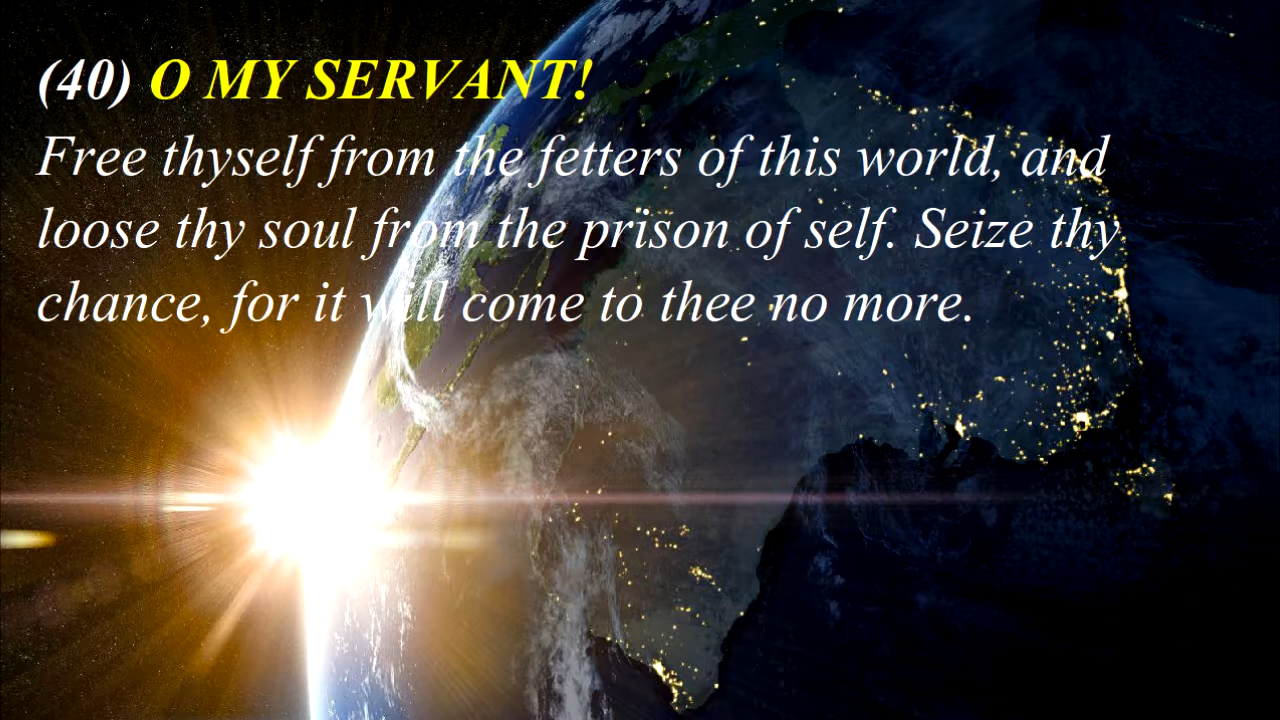 (40) O MY SERVANT!
Free thyself from the fetters of this world, and
loose thy soul from the prison of self. Seize thy
chance, for it will come to thee no more.